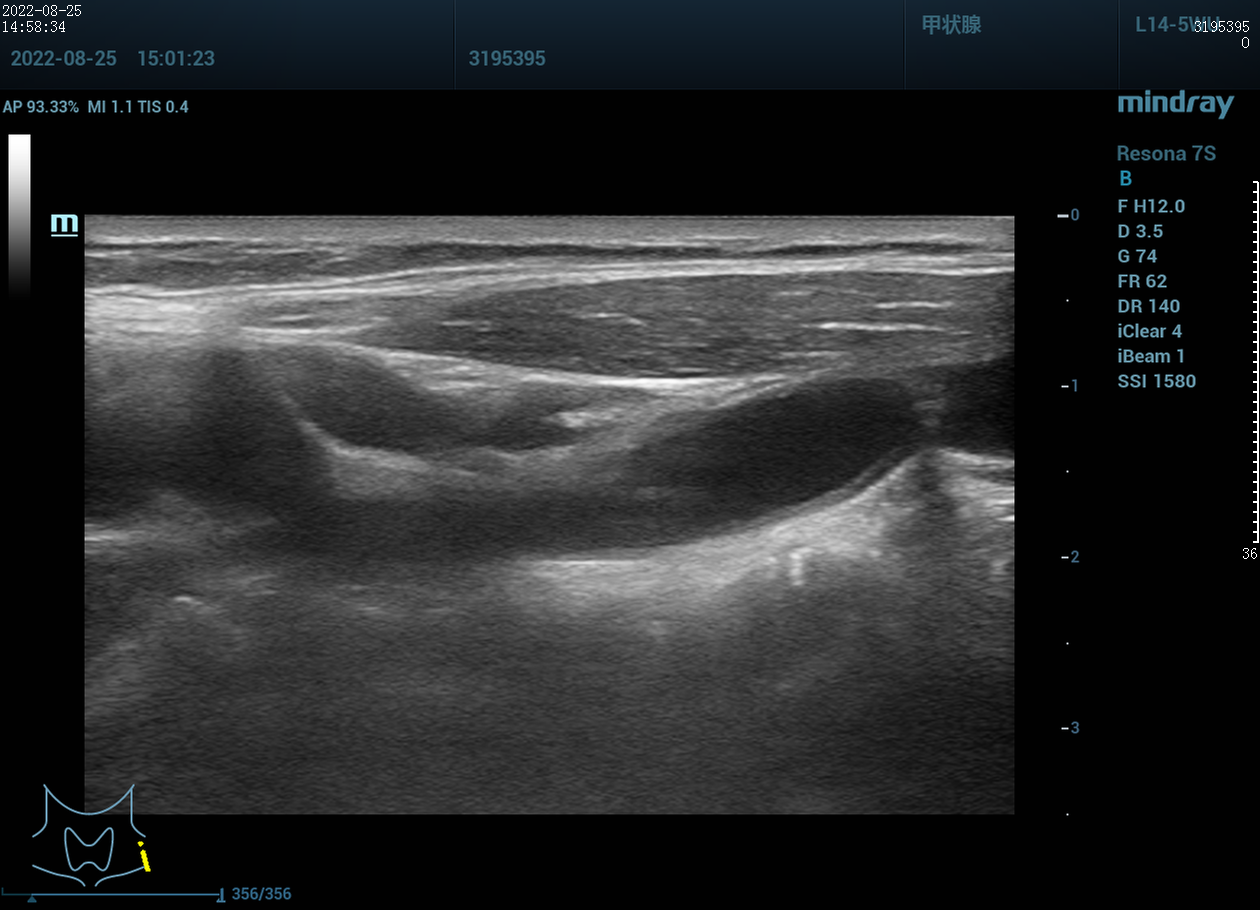 2022-08-25
14:58:34
2022-08-25 15:01:23
3195395
甲状腺
3195395
0
AP 93.33% MI 1.1 TIS 0.4
mindray
Resona 7S
B
F H12.0
D 3.5
G 74
FR 62
DR 140
iClear 4
iBeam 1
SSI 1580
m
0
1
2
3
36
356/356